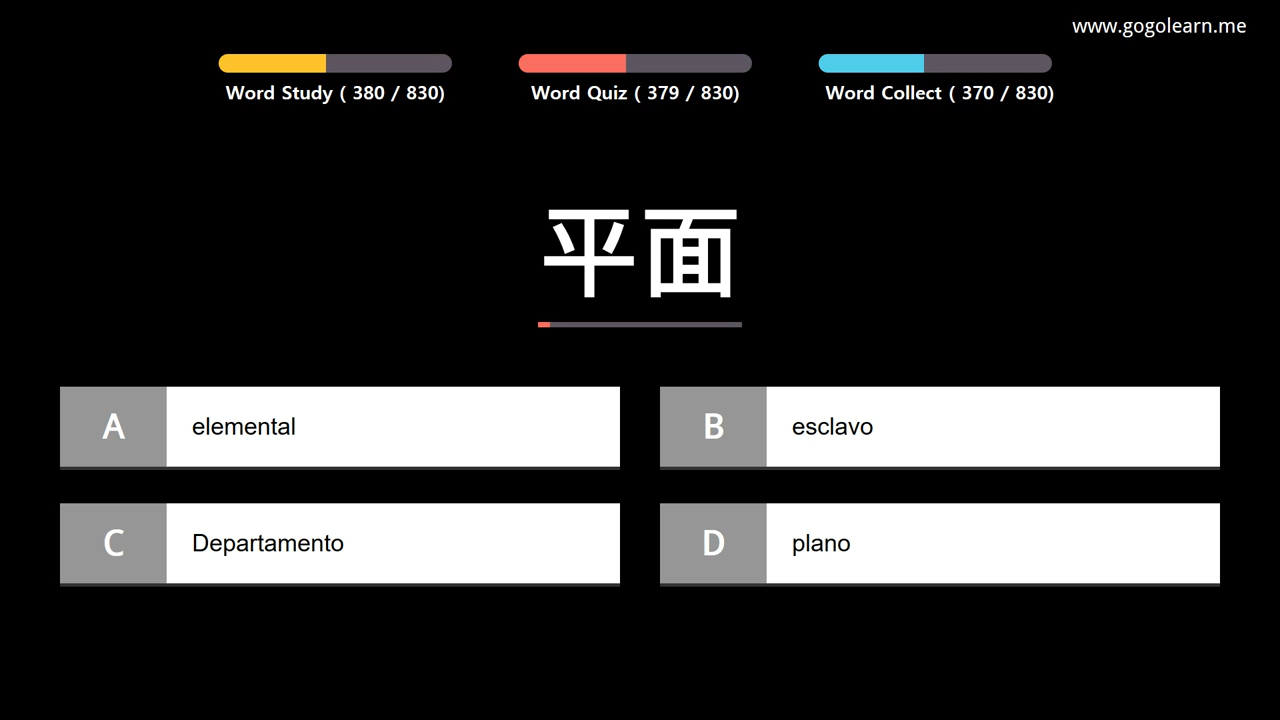 www.gogolearn.me
Word Study ( 380 / 830)
Word Quiz ( 379 / 830)
Word Collect ( 370 / 830)
平面
A elemental
B esclavo
C Departamento
D plano